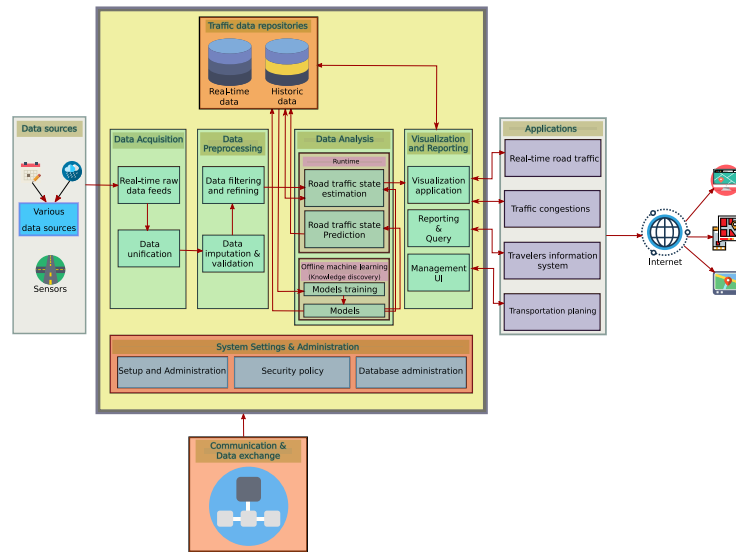 Traffic data repositories
Real-time
data
Historic
data
Data sources
Various
data sources
Sensors
Data Acquisition
Real-time raw
data feeds
Data
unification
Data
Preprocessing
Data filtering
and refining
Data
imputation &
validation
Data Analysis
Runtime
Road traffic state
estimation
Road traffic state
Prediction
Offline machine learning
(Knowledge discovery)
Models training
Models
Visualization
and Reporting
Visualization
application
Reporting
&
Query
Management
UI
Applications
Real-time road traffic
Traffic congestions
Travelers information
system
Transportation planing
Internet
System Settings & Administration
Setup and Administration
Security policy
Database administration
Communication &
Data exchange